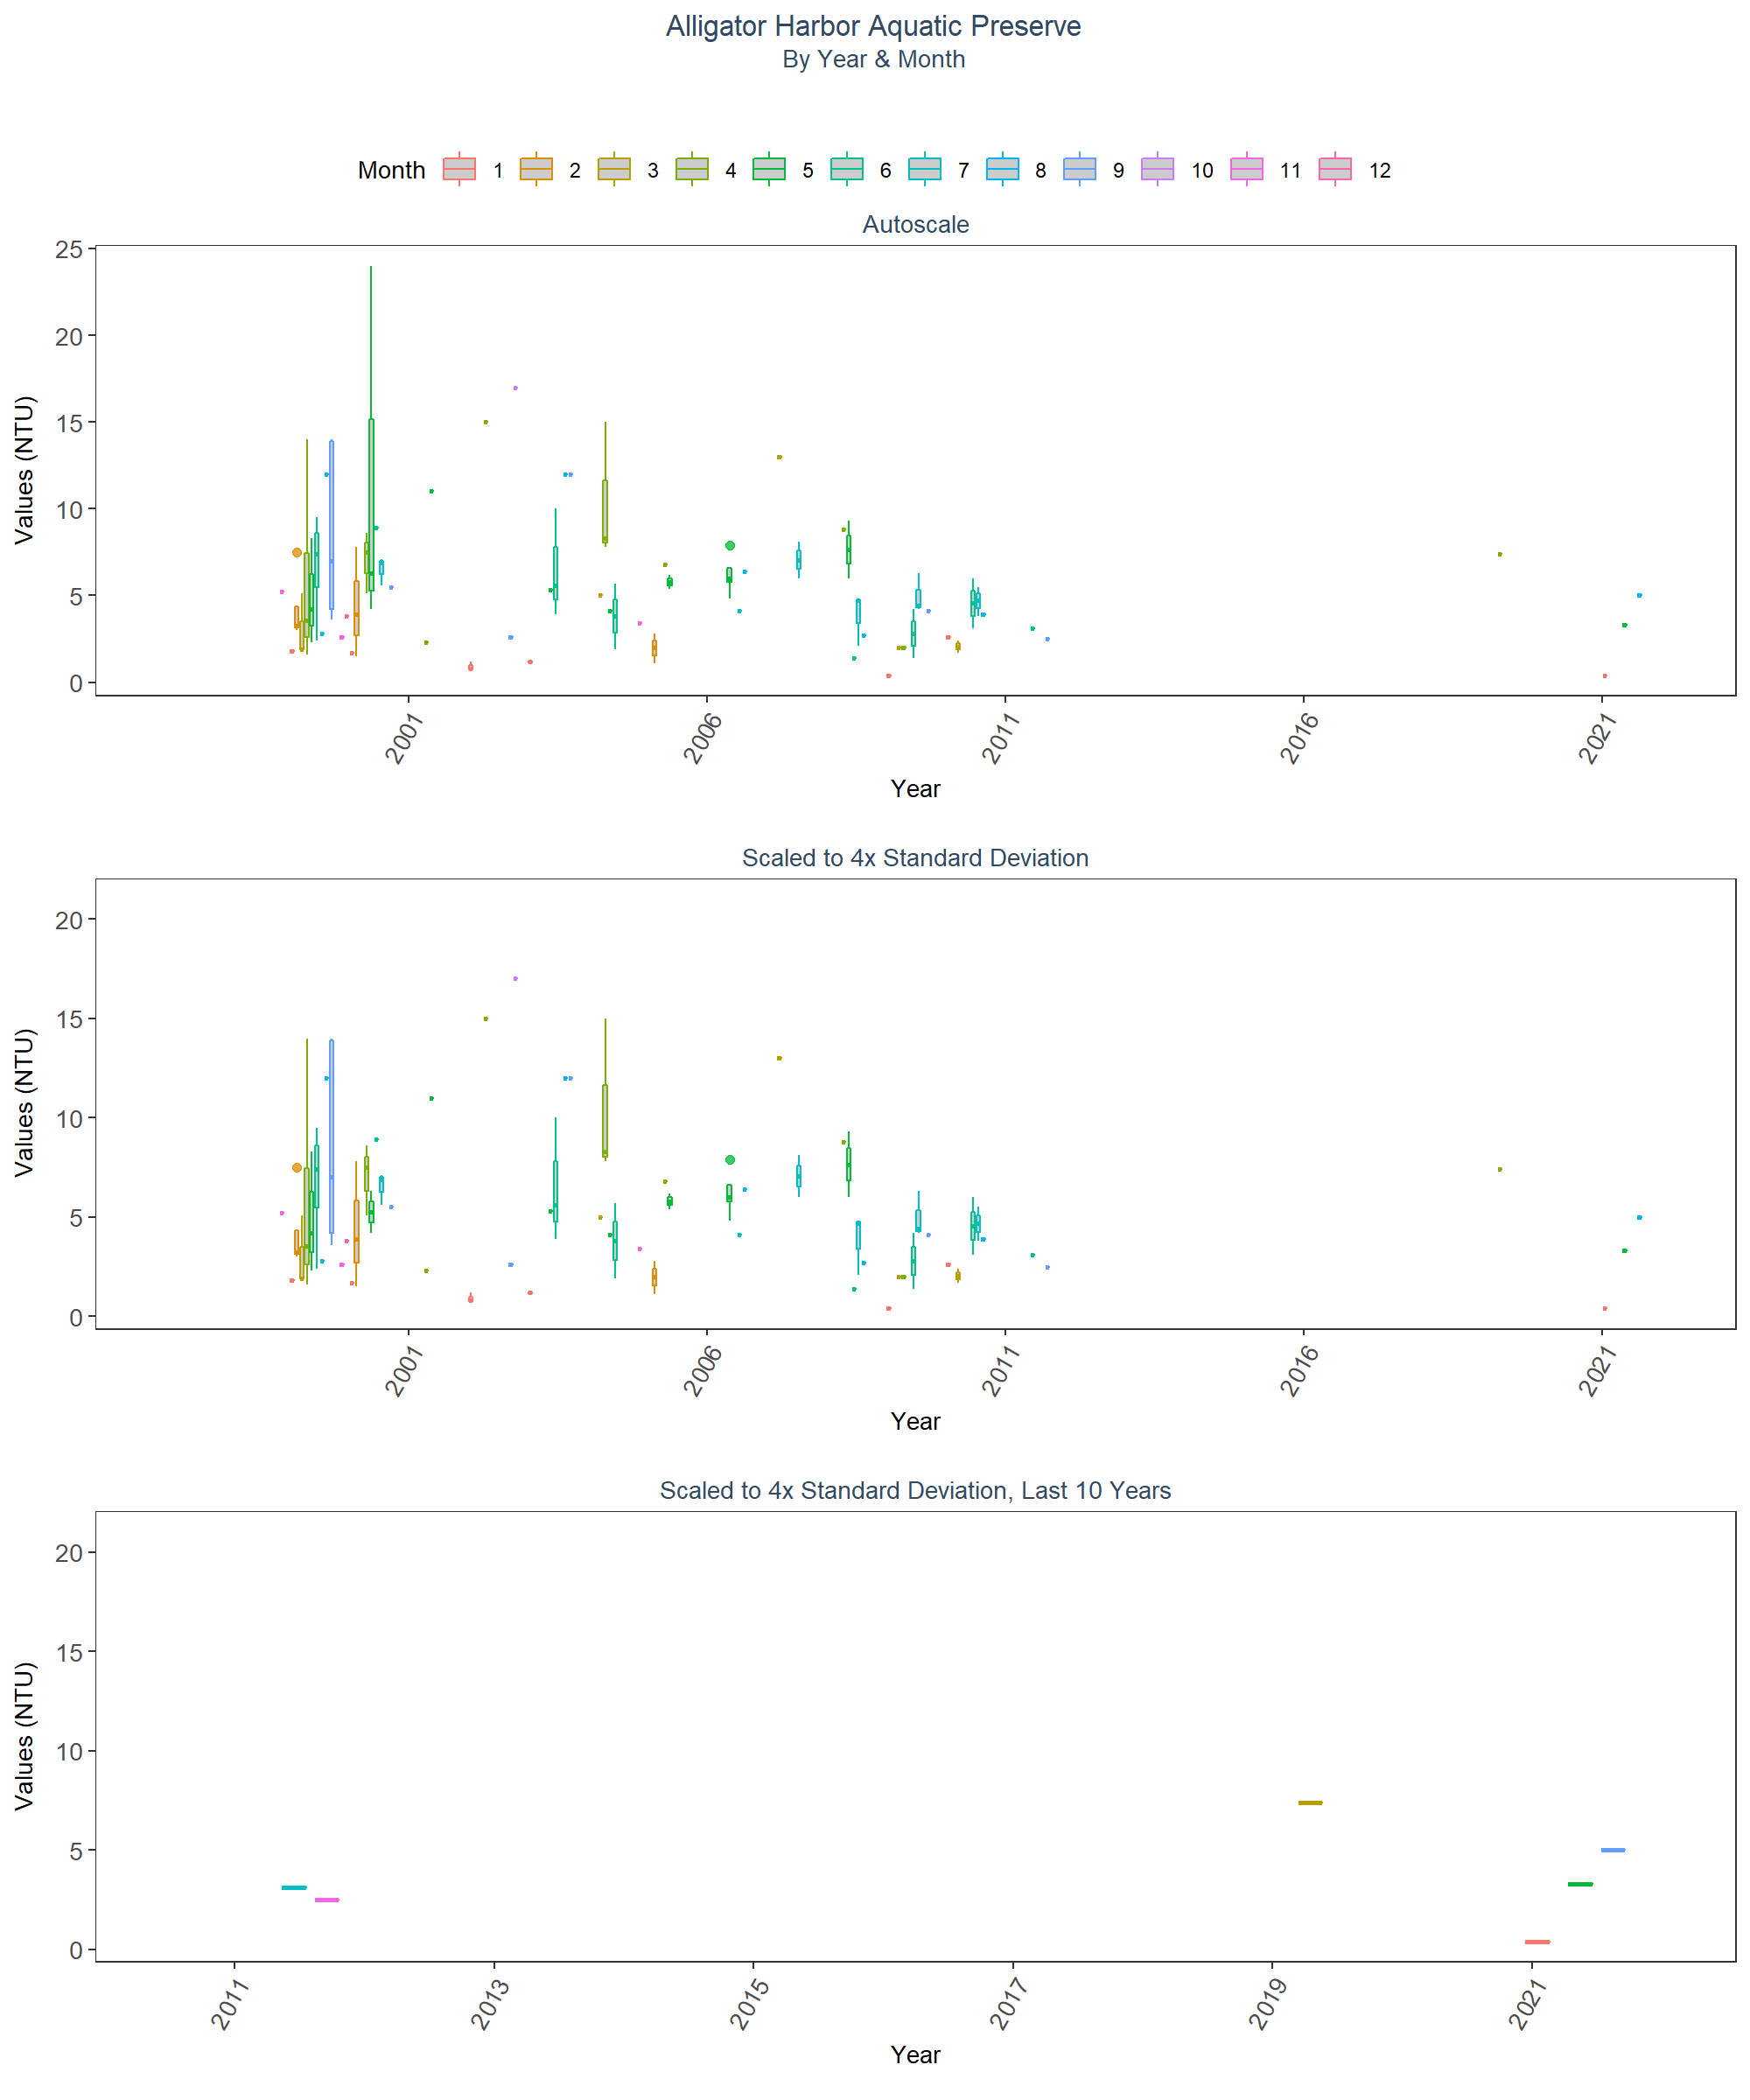 Alligator Harbor Aquatic Preserve
By Year & Month
Month 1 2 3 4 5 6 7 8 9 10 11 12
Autoscale
Values (NTU)
25
20
15
10
5
0
2001 2006 2011 2016 2021
Year
Scaled to 4x Standard Deviation
Values (NTU)
20
15
10
5
0
2001 2006 2011 2016 2021
Year
Scaled to 4x Standard Deviation, Last 10 Years
Values (NTU)
20
15
10
5
0
2011 2013 2015 2017 2019 2021
Year